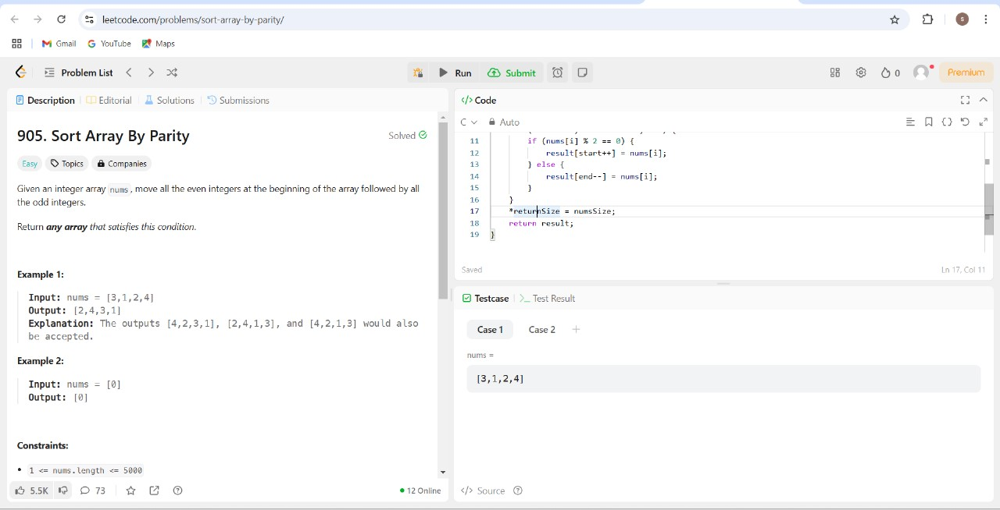 leetcode.com/problems/sort-array-by-parity/
S
Gmail YouTube Maps
Problem List Run Submit 0 Premium
Description Editorial Solutions Submissions
905. Sort Array By Parity
Solved
Easy Topics Companies
Given an integer array nums, move all the even integers at the beginning of the array followed by all
the odd integers.
Return any array that satisfies this condition.
Example 1:
Input: nums = [3,1,2,4]
Output: [2,4,3,1]
Explanation: The outputs [4,2,3,1], [2,4,1,3], and [4,2,1,3] would also
be accepted.
Example 2:
Input: nums = [0]
Output: [0]
Constraints:
• 1 <= nums.length <= 5000
5.5K 73 12 Online
</> Code
C Auto
11 if (nums[i] % 2 == 0) {
12 result[start++] = nums[i];
13 } else {
14 result[end--] = nums[i];
15 }
16 }
17 *returnSize = numsSize;
18 return result;
19 }
Saved Ln 17, Col 11
Testcase >_ Test Result
Case 1 Case 2 +
nums =
[3,1,2,4]
</> Source